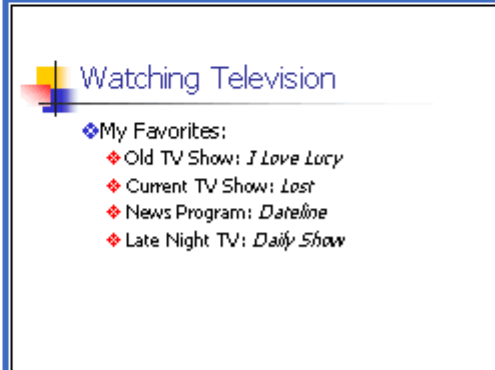 Watching Television
My Favorites:
Old TV Show: I Love Lucy
Current TV Show: Lost
News Program: Dateline
Late Night TV: Daily Show